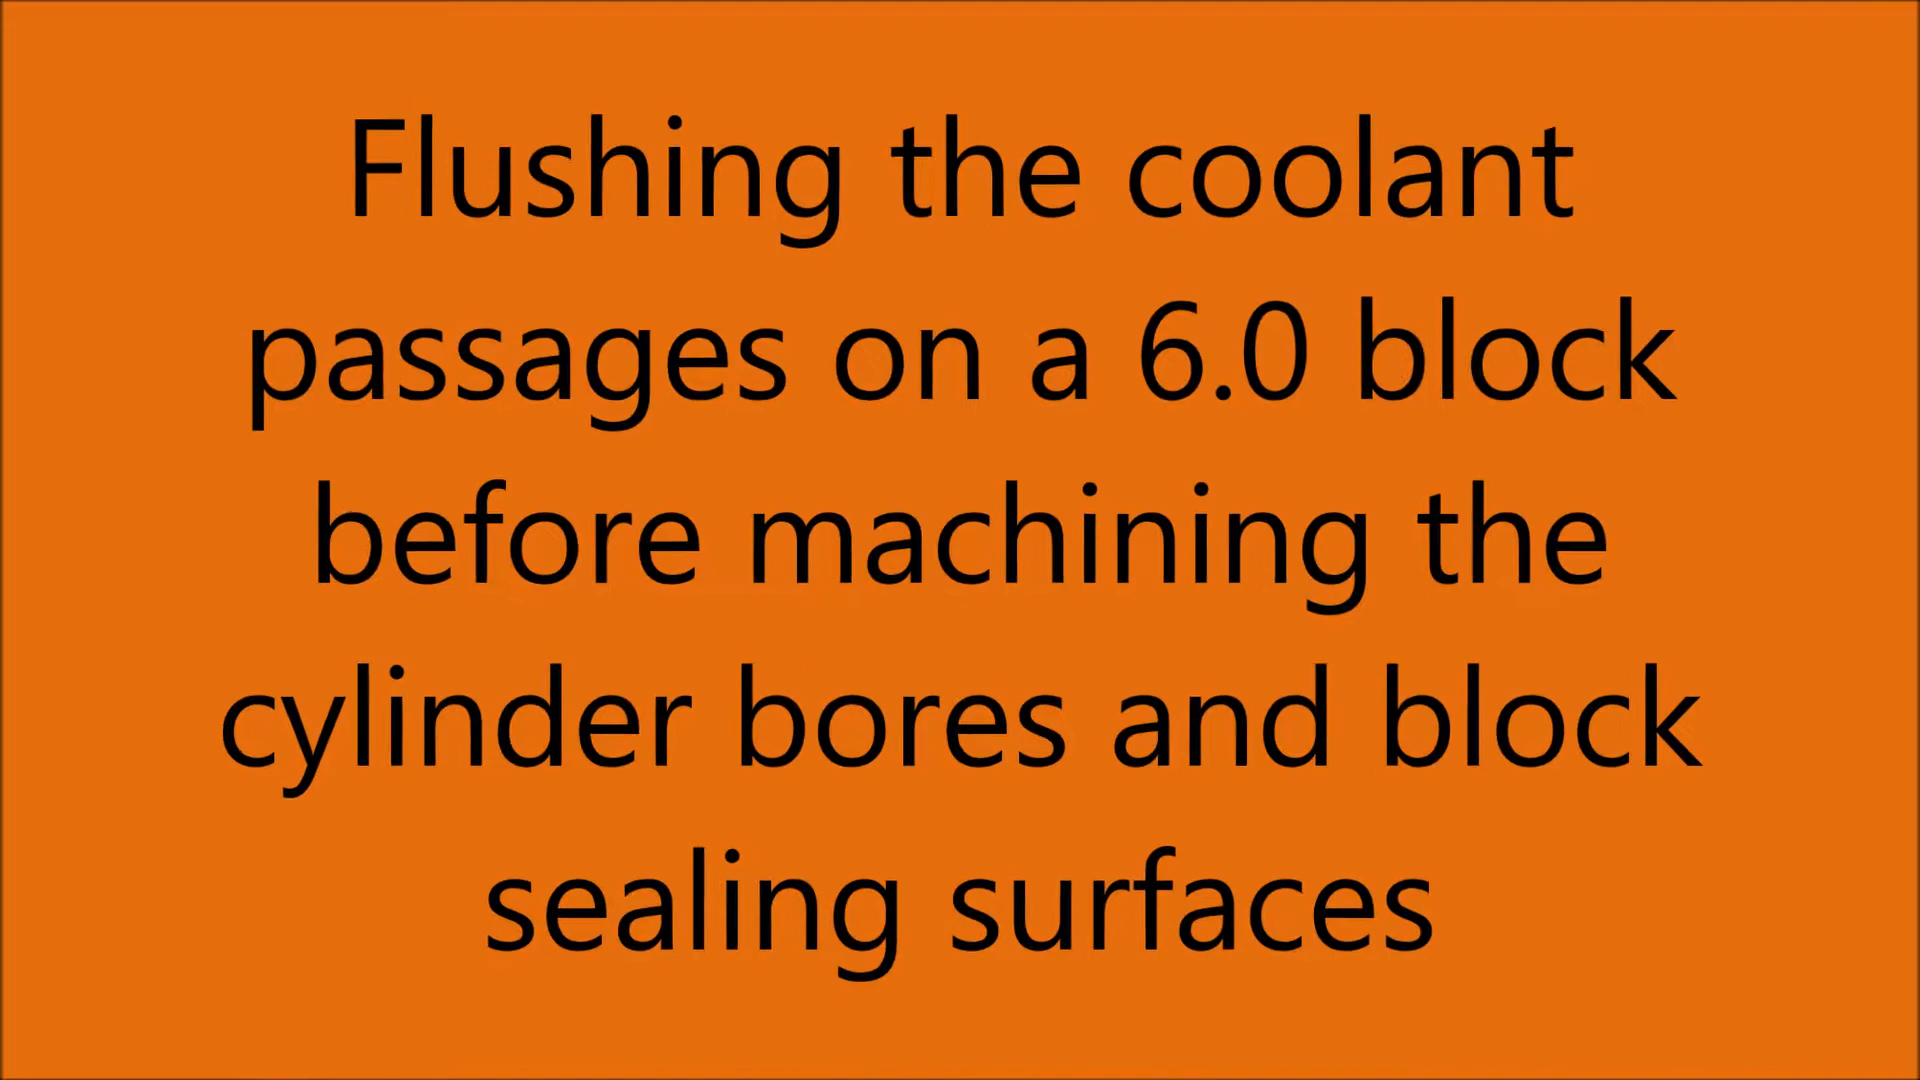 Flushing the coolant
passages on a 6.0 block
before machining the
cylinder bores and block
sealing surfaces